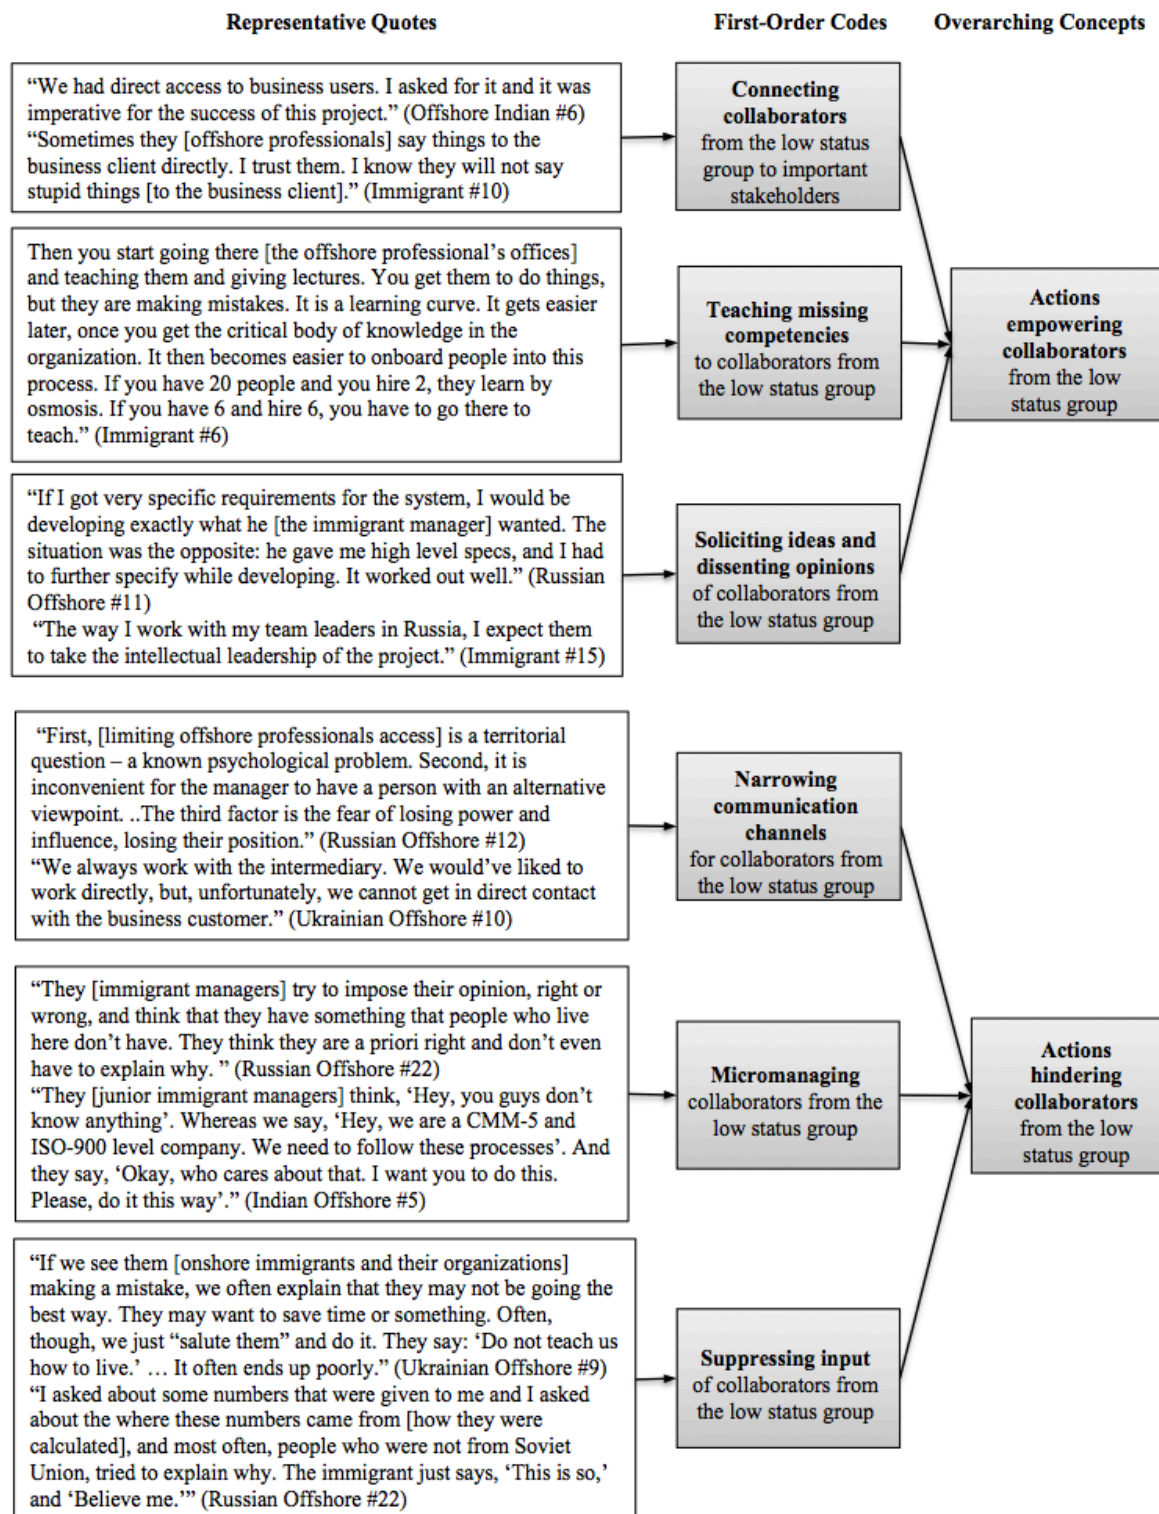 Representative Quotes
First-Order Codes
Overarching Concepts
“We had direct access to business users. I asked for it and it was
imperative for the success of this project.” (Offshore Indian #6)
“Sometimes they [offshore professionals] say things to the
business client directly. I trust them. I know they will not say
stupid things [to the business client].” (Immigrant #10)
Connecting
collaborators
from the low status
group to important
stakeholders
Then you start going there [the offshore professional’s offices]
and teaching them and giving lectures. You get them to do things,
but they are making mistakes. It is a learning curve. It gets easier
later, once you get the critical body of knowledge in the
organization. It then becomes easier to onboard people into this
process. If you have 20 people and you hire 2, they learn by
osmosis. If you have 6 and hire 6, you have to go there to
teach.” (Immigrant #6)
Teaching missing
competencies
to collaborators from
the low status group
Actions
empowering
collaborators
from the low
status group
“If I got very specific requirements for the system, I would be
developing exactly what he [the immigrant manager] wanted. The
situation was the opposite: he gave me high level specs, and I had
to further specify while developing. It worked out well.” (Russian
Offshore #11)
“The way I work with my team leaders in Russia, I expect them
to take the intellectual leadership of the project.” (Immigrant #15)
Soliciting ideas and
dissenting opinions
of collaborators from
the low status group
“First, [limiting offshore professionals access] is a territorial
question – a known psychological problem. Second, it is
inconvenient for the manager to have a person with an alternative
viewpoint. ..The third factor is the fear of losing power and
influence, losing their position.” (Russian Offshore #12)
“We always work with the intermediary. We would’ve liked to
work directly, but, unfortunately, we cannot get in direct contact
with the business customer.” (Ukrainian Offshore #10)
Narrowing
communication
channels
for collaborators from
the low status group
“They [immigrant managers] try to impose their opinion, right or
wrong, and think that they have something that people who live
here don’t have. They think they are a priori right and don’t even
have to explain why. ” (Russian Offshore #22)
“They [junior immigrant managers] think, ‘Hey, you guys don’t
know anything’. Whereas we say, ‘Hey, we are a CMM-5 and
ISO-900 level company. We need to follow these processes’. And
they say, ‘Okay, who cares about that. I want you to do this.
Please, do it this way’.” (Indian Offshore #5)
Micromanaging
collaborators from the
low status group
Actions
hindering
collaborators
from the low
status group
“If we see them [onshore immigrants and their organizations]
making a mistake, we often explain that they may not be going the
best way. They may want to save time or something. Often,
though, we just “salute them” and do it. They say: ‘Do not teach us
how to live.’ … It often ends up poorly.” (Ukrainian Offshore #9)
“I asked about some numbers that were given to me and I asked
about the where these numbers came from [how they were
calculated], and most often, people who were not from Soviet
Union, tried to explain why. The immigrant just says, ‘This is so,’
and ‘Believe me.’” (Russian Offshore #22)
Suppressing input
of collaborators from
the low status group